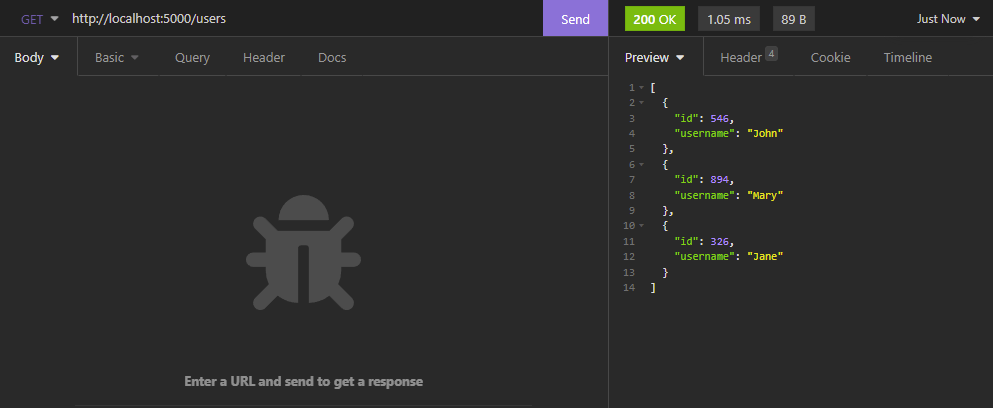 GET http://localhost:5000/users Send 200 OK 1.05 ms 89 B Just Now
Body Basic Query Header Docs Preview Header 4 Cookie Timeline
Enter a URL and send to get a response
1 [
2 {
3 "id": 546,
4 "username": "John"
5 },
6 {
7 "id": 894,
8 "username": "Mary"
9 },
10 {
11 "id": 326,
12 "username": "Jane"
13 }
14 ]